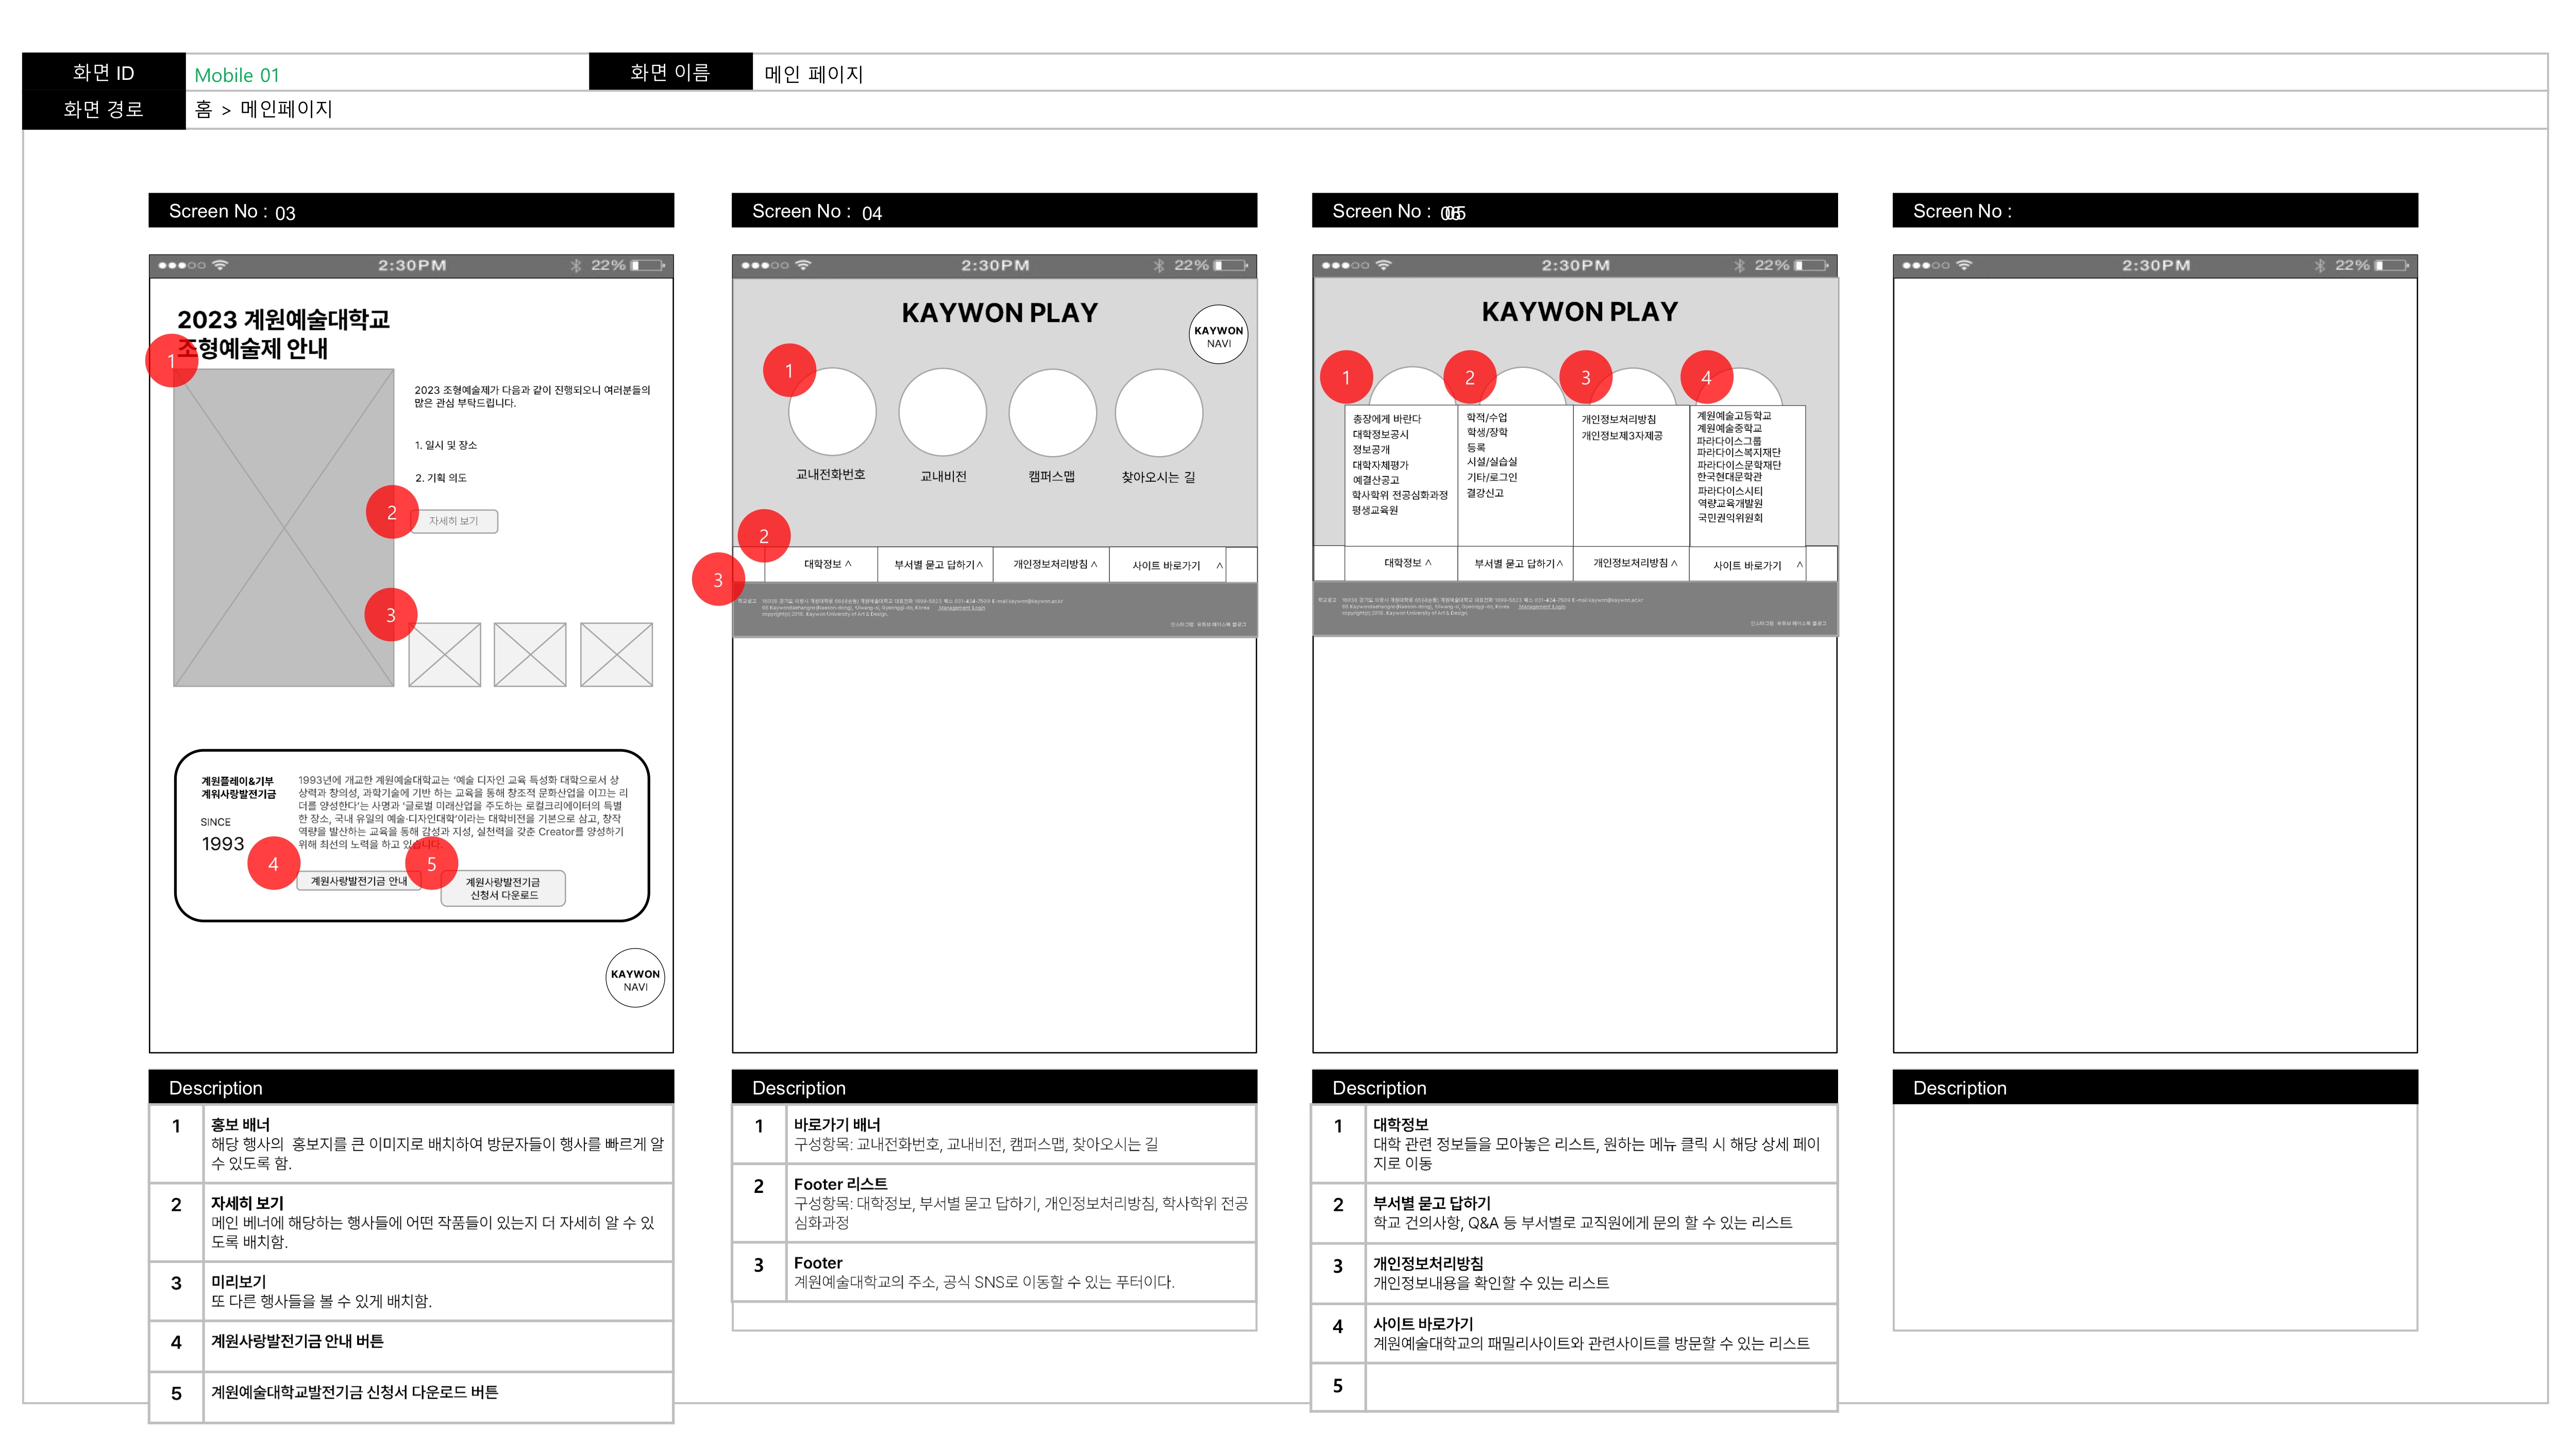 화면 ID
Mobile 01
화면 이름
메인 페이지
화면 경로
홈 > 메인페이지
Screen No : 03
2:30PM
22%
2023 계원예술대학교
조형예술제 안내
1
2023 조형예술제가 다음과 같이 진행되오니 여러분들의
많은 관심 부탁드립니다.
1. 일시 및 장소
2. 기획 의도
2
자세히 보기
3
계원플레이&기부
계워사랑발전기금
SINCE
1993
1993년에 개교한 계원예술대학교는 '예술 디자인 교육 특성화 대학으로서 상
상력과 창의성, 과학기술에 기반 하는 교육을 통해 창조적 문화산업을 이끄는 리
더를 양성한다'는 사명과 '글로벌 미래산업을 주도하는 로컬크리에이터의 특별
한 장소, 국내 유일의 예술·디자인대학'이라는 대학비전을 기본으로 삼고, 창작
역량을 발산하는 교육을 통해 감성과 지성, 실천력을 갖춘 Creator를 양성하기
위해 최선의 노력을 하고 있습니다.
4
계원사랑발전기금 안내
5
계원사랑발전기금
신청서 다운로드
KAYWON
NAVI
Description
1
홍보 배너
해당 행사의 홍보지를 큰 이미지로 배치하여 방문자들이 행사를 빠르게 알
수 있도록 함.
2
자세히 보기
메인 베너에 해당하는 행사들에 어떤 작품들이 있는지 더 자세히 알 수 있
도록 배치함.
3
미리보기
또 다른 행사들을 볼 수 있게 배치함.
4
계원사랑발전기금 안내 버튼
5
계원예술대학교발전기금 신청서 다운로드 버튼
Screen No : 04
2:30PM
22%
KAYWON PLAY
KAYWON
NAVI
1
교내전화번호
교내비전
캠퍼스맵
찾아오시는 길
2
대학정보 ^
부서별 묻고 답하기^
개인정보처리방침 ^
사이트 바로가기 ^
3
학교로고
인스타그램 유튜브 페이스북 블로그
Description
1
바로가기 배너
구성항목: 교내전화번호, 교내비전, 캠퍼스맵, 찾아오시는 길
2
Footer 리스트
구성항목: 대학정보, 부서별 묻고 답하기, 개인정보처리방침, 학사학위 전공
심화과정
3
Footer
계원예술대학교의 주소, 공식 SNS로 이동할 수 있는 푸터이다.
Screen No :
2:30PM
22%
KAYWON PLAY
1
2
3
4
총장에게 바란다
대학정보공시
정보공개
대학자체평가
예결산공고
학사학위 전공심화과정
평생교육원
학적/수업
학생/장학
등록
시설/실습실
기타/로그인
결강신고
개인정보처리방침
개인정보제3자제공
계원예술고등학교
계원예술중학교
파라다이스그룹
파라다이스복지재단
파라다이스문학재단
한국현대문학관
파라다이스시티
역량교육개발원
국민권익위원회
대학정보 ^
부서별 묻고 답하기^
개인정보처리방침 ^
사이트 바로가기 ^
학교로고
인스타그램 유튜브 페이스북 블로그
Description
1
대학정보
대학 관련 정보들을 모아놓은 리스트, 원하는 메뉴 클릭 시 해당 상세 페이
지로 이동
2
부서별 묻고 답하기
학교 건의사항, Q&A 등 부서별로 교직원에게 문의 할 수 있는 리스트
3
개인정보처리방침
개인정보내용을 확인할 수 있는 리스트
4
사이트 바로가기
계원예술대학교의 패밀리사이트와 관련사이트를 방문할 수 있는 리스트
5
Screen No :
2:30PM
22%
Description